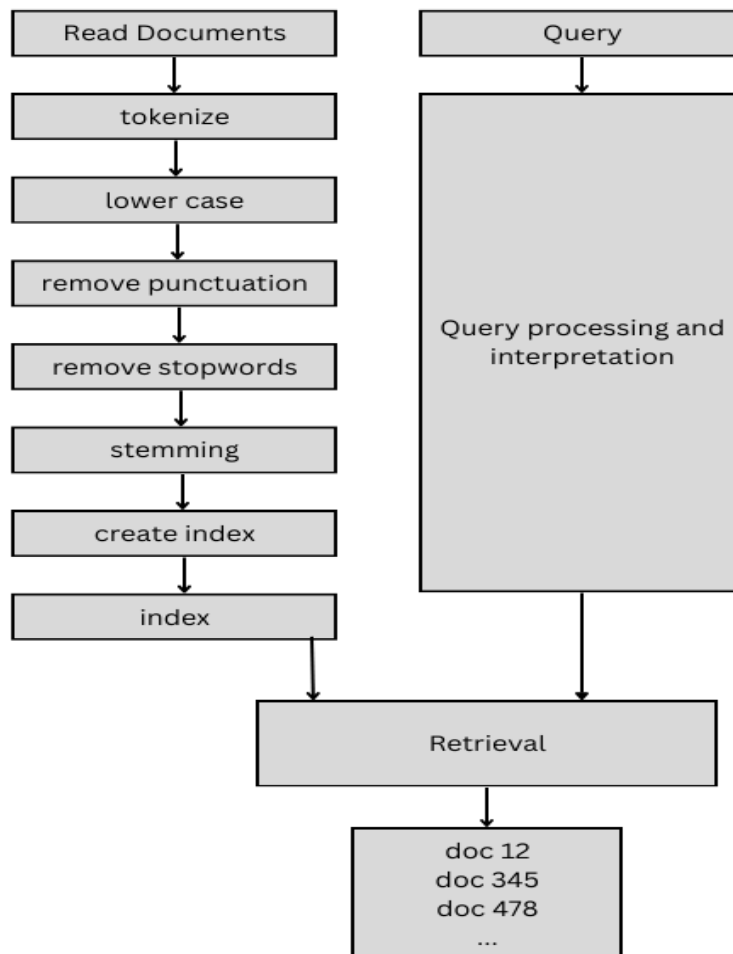 Read Documents
tokenize
lower case
remove punctuation
remove stopwords
stemming
create index
index
Query
Query processing and
interpretation
Retrieval
doc 12
doc 345
doc 478
...